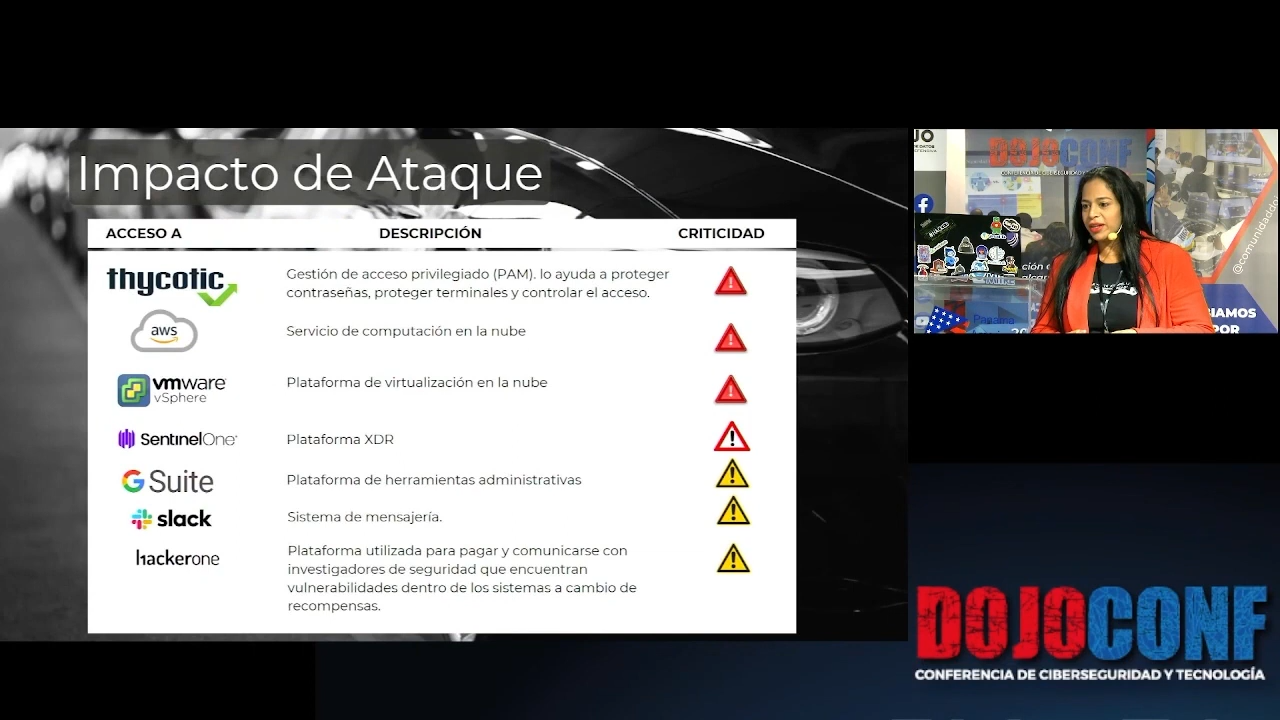 Impacto de Ataque
ACCESO A DESCRIPCIÓN CRITICIDAD
thycotic
Gestión de acceso privilegiado (PAM). lo ayuda a proteger
contraseñas, proteger terminales y controlar el acceso.
aws
Servicio de computación en la nube
vmware
vSphere
Plataforma de virtualización en la nube
SentinelOne
Plataforma XDR
G Suite
Plataforma de herramientas administrativas
slack
Sistema de mensajería.
hackerone
Plataforma utilizada para pagar y comunicarse con
investigadores de seguridad que encuentran
vulnerabilidades dentro de los sistemas a cambio de
recompensas.
DOJOCONF
@comunidaddo
CIAMOS
POR
DOJOCONF
CONFERENCIA DE CIBERSEGURIDAD Y TECNOLOGÍA